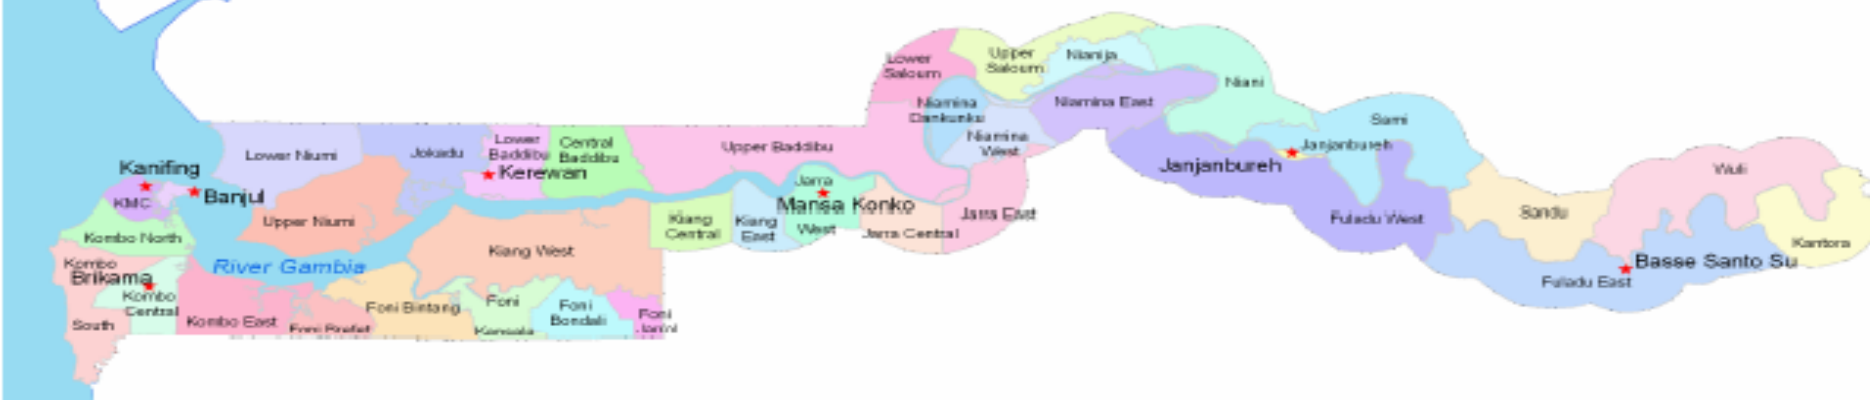 Lower
Saloum
Upper
Saloum
Nianija
Niani
Niamina
Dankunku
Niamina East
Niamina
West
Sami
Janjanbureh
Janjanbureh
Lower Niumi
Jokadu
Lower
Baddibu
Central
Baddibu
Upper Baddibu
Kerewan
Kanifing
Banjul
KMC
Upper Niumi
Kombo North
Kiang West
Kiang
Central
Kiang
East
Jarra
Mansa Konko
West
Jarra Central
Jarra East
Fuladu West
Sandu
Wuli
Kantora
Basse Santo Su
Fuladu East
River Gambia
Kombo
Brikama
South
Kombo
Central
Kombo East
Foni Brefet
Foni Bintang
Foni
Kansala
Foni
Bondali
Foni
Jarrol